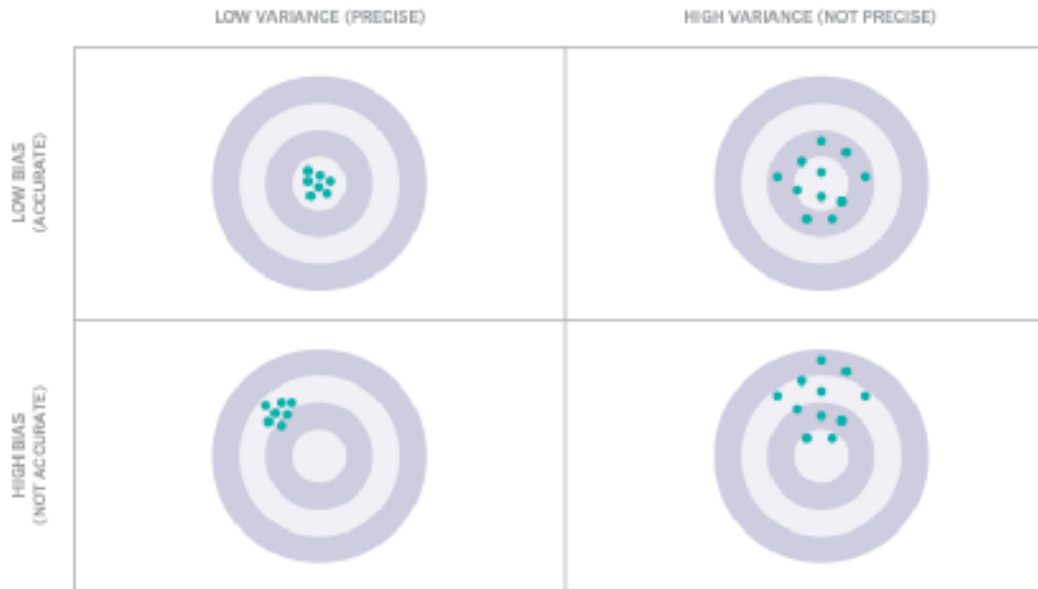 LOW VARIANCE (PRECISE)
HIGH VARIANCE (NOT PRECISE)
LOW BIAS
(ACCURATE)
HIGH BIAS
(NOT ACCURATE)